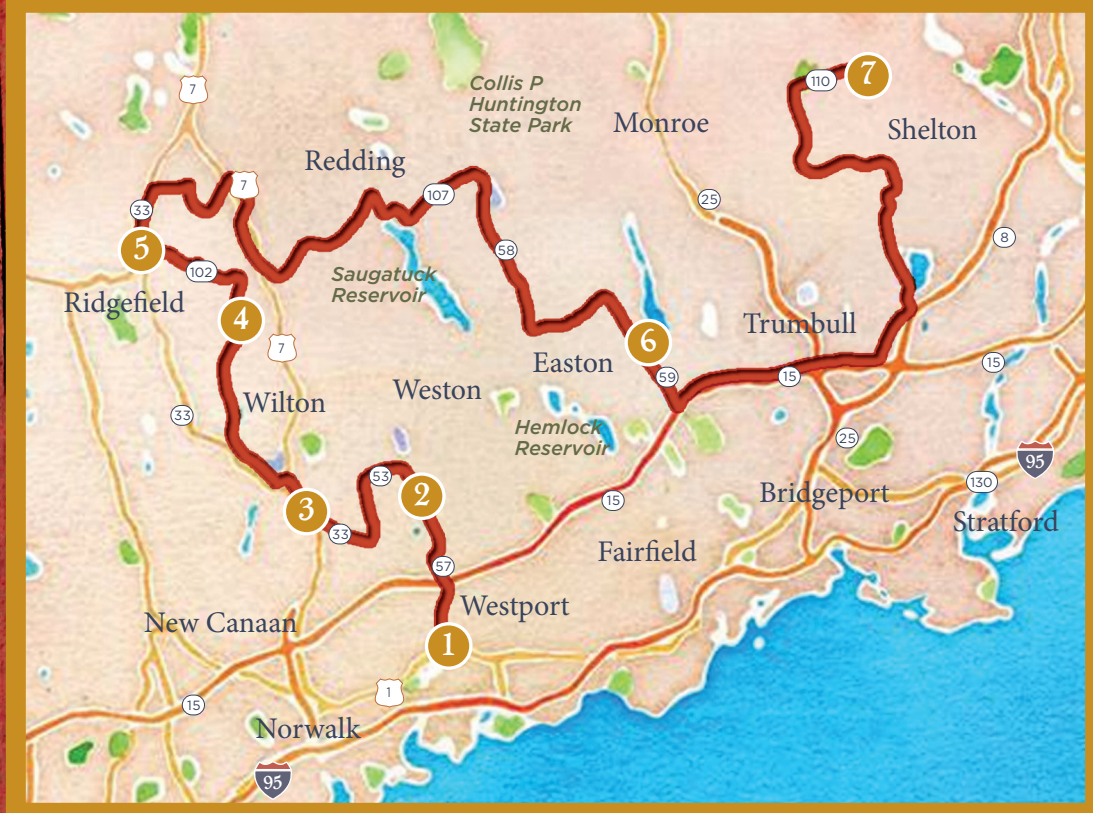 Collis P
Huntington
State Park
7
110
7
Monroe
Shelton
Redding
7
107
25
33
5
58
8
102
Saugatuck
Reservoir
Ridgefield
4
7
6
Trumbull
Easton
59
15
15
Weston
Wilton
33
Hemlock
Reservoir
25
53
2
95
130
3
33
15
Bridgeport
Stratford
Fairfield
57
Westport
New Canaan
1
1
15
Norwalk
95